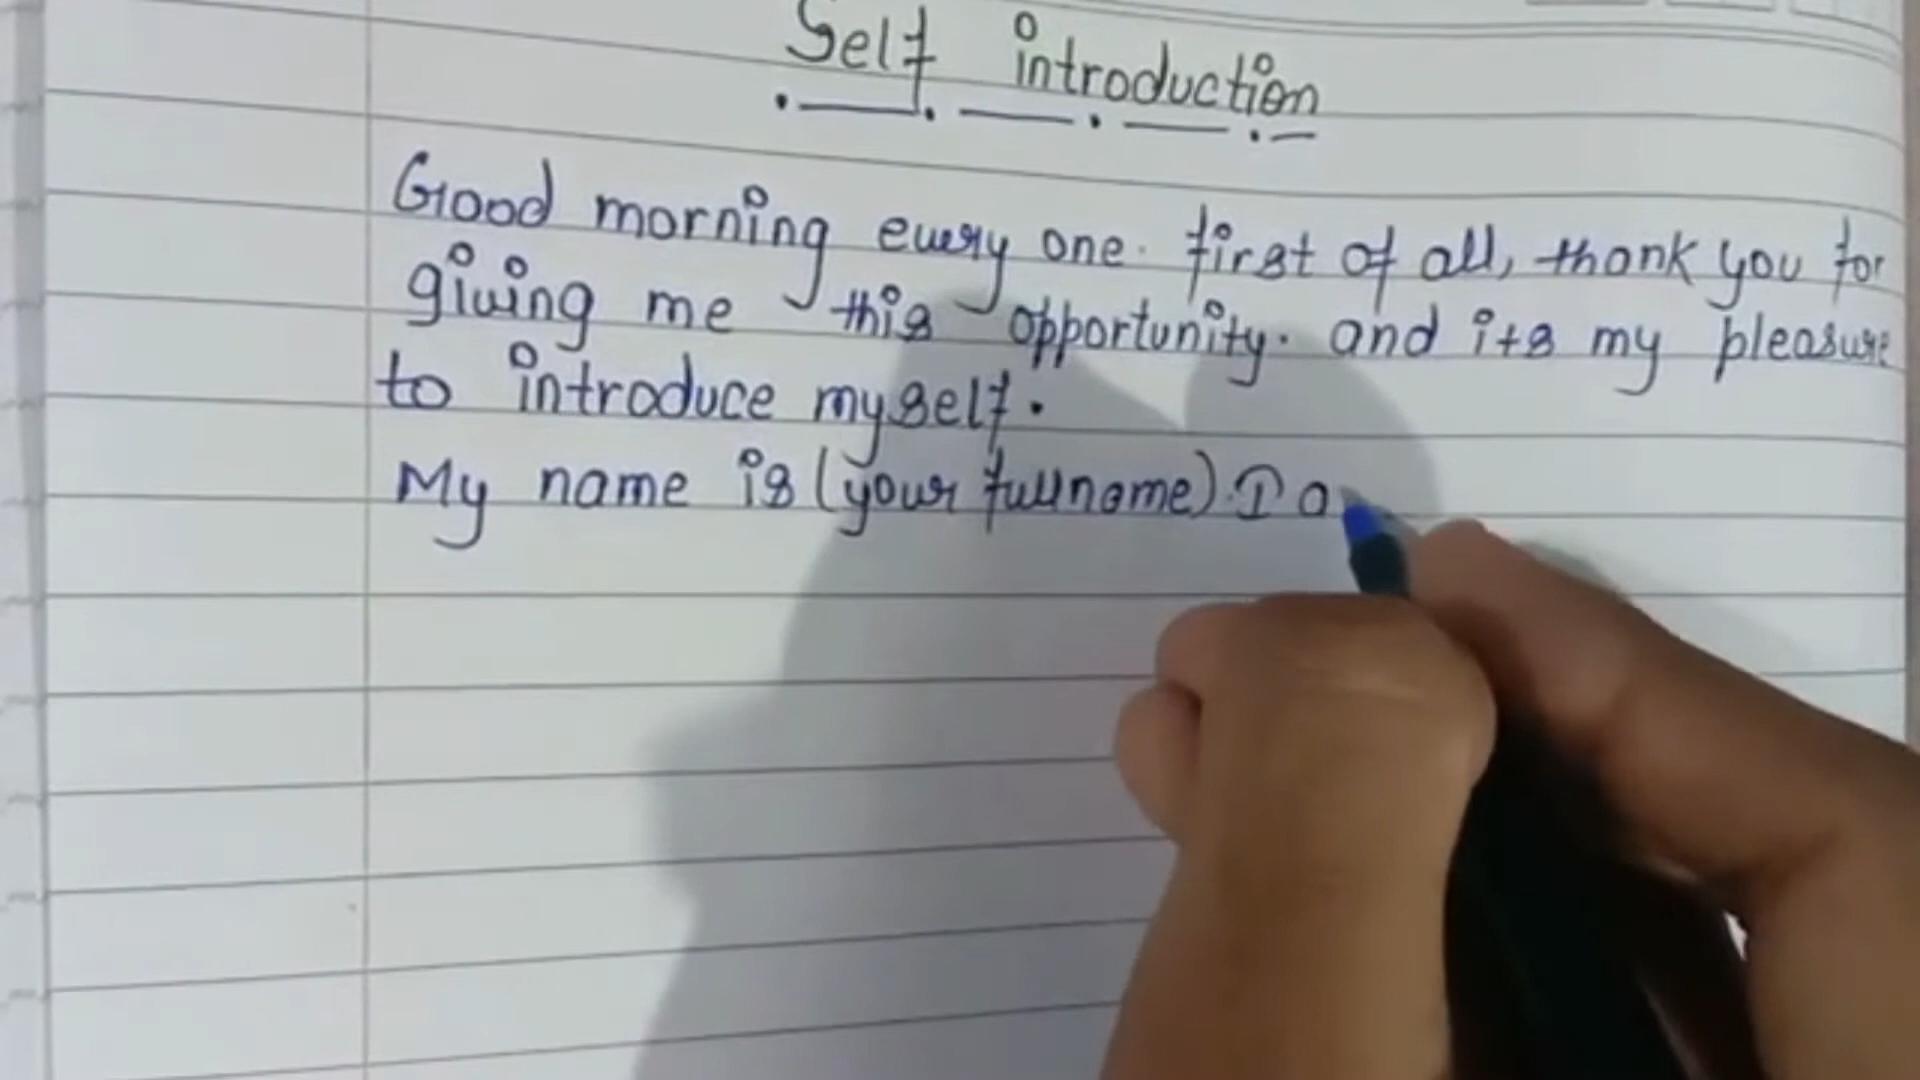 Self introduction
Good morning every one. first of all, thank you for
giving me this opportunity. and its my pleasure
to introduce myself.
My name is (your fullname). I a